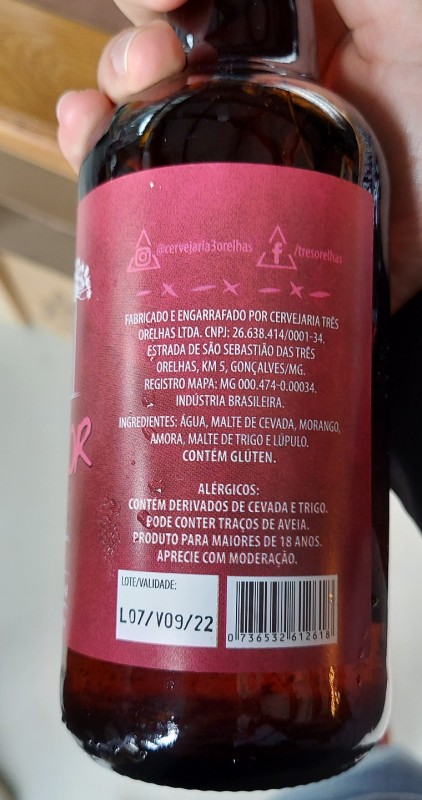 @cervejaria3orelhas
/tresorelhas
FABRICADO E ENGARRAFADO POR CERVEJARIA TRÊS
ORELHAS LTDA. CNPJ: 26.638.414/0001-34.
ESTRADA DE SÃO SEBASTIÃO DAS TRÊS
ORELHAS, KM 5, GONÇALVES/MG.
REGISTRO MAPA: MG 000.474-0.00034.
INDÚSTRIA BRASILEIRA.
INGREDIENTES: ÁGUA, MALTE DE CEVADA, MORANGO,
AMORA, MALTE DE TRIGO E LÚPULO.
CONTÉM GLÚTEN.
ALÉRGICOS:
CONTÉM DERIVADOS DE CEVADA E TRIGO.
PODE CONTER TRAÇOS DE AVEIA.
PRODUTO PARA MAIORES DE 18 ANOS.
APRECIE COM MODERAÇÃO.
LOTE/VALIDADE:
L07/V09/22
0 736532 612618